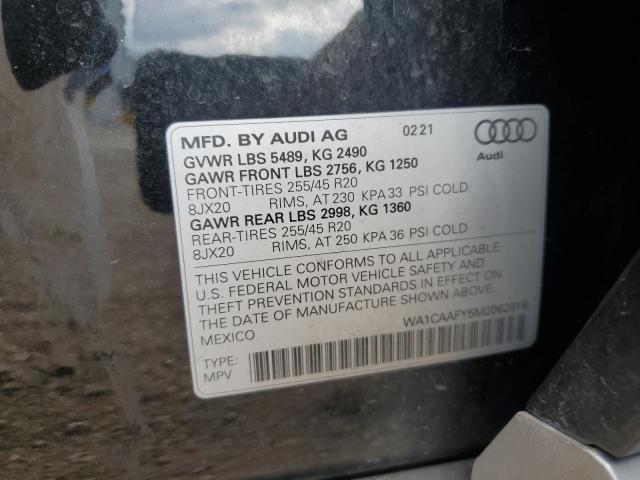 MFD. BY AUDI AG 02 21
GVWR LBS 5489, KG 2490
GAWR FRONT LBS 2756, KG 1250
FRONT-TIRES 255/45 R20
8JX20 RIMS, AT 230 KPA 33 PSI COLD
GAWR REAR LBS 2998, KG 1360
REAR-TIRES 255/45 R20
8JX20 RIMS, AT 250 KPA 36 PSI COLD
Audi
THIS VEHICLE CONFORMS TO ALL APPLICABLE
U.S. FEDERAL MOTOR VEHICLE SAFETY AND
THEFT PREVENTION STANDARDS IN EFFECT ON
THE DATE OF MANUFACTURE SHOWN ABOVE.
MEXICO
WA1CAAFY5M2062818
TYPE:
MPV